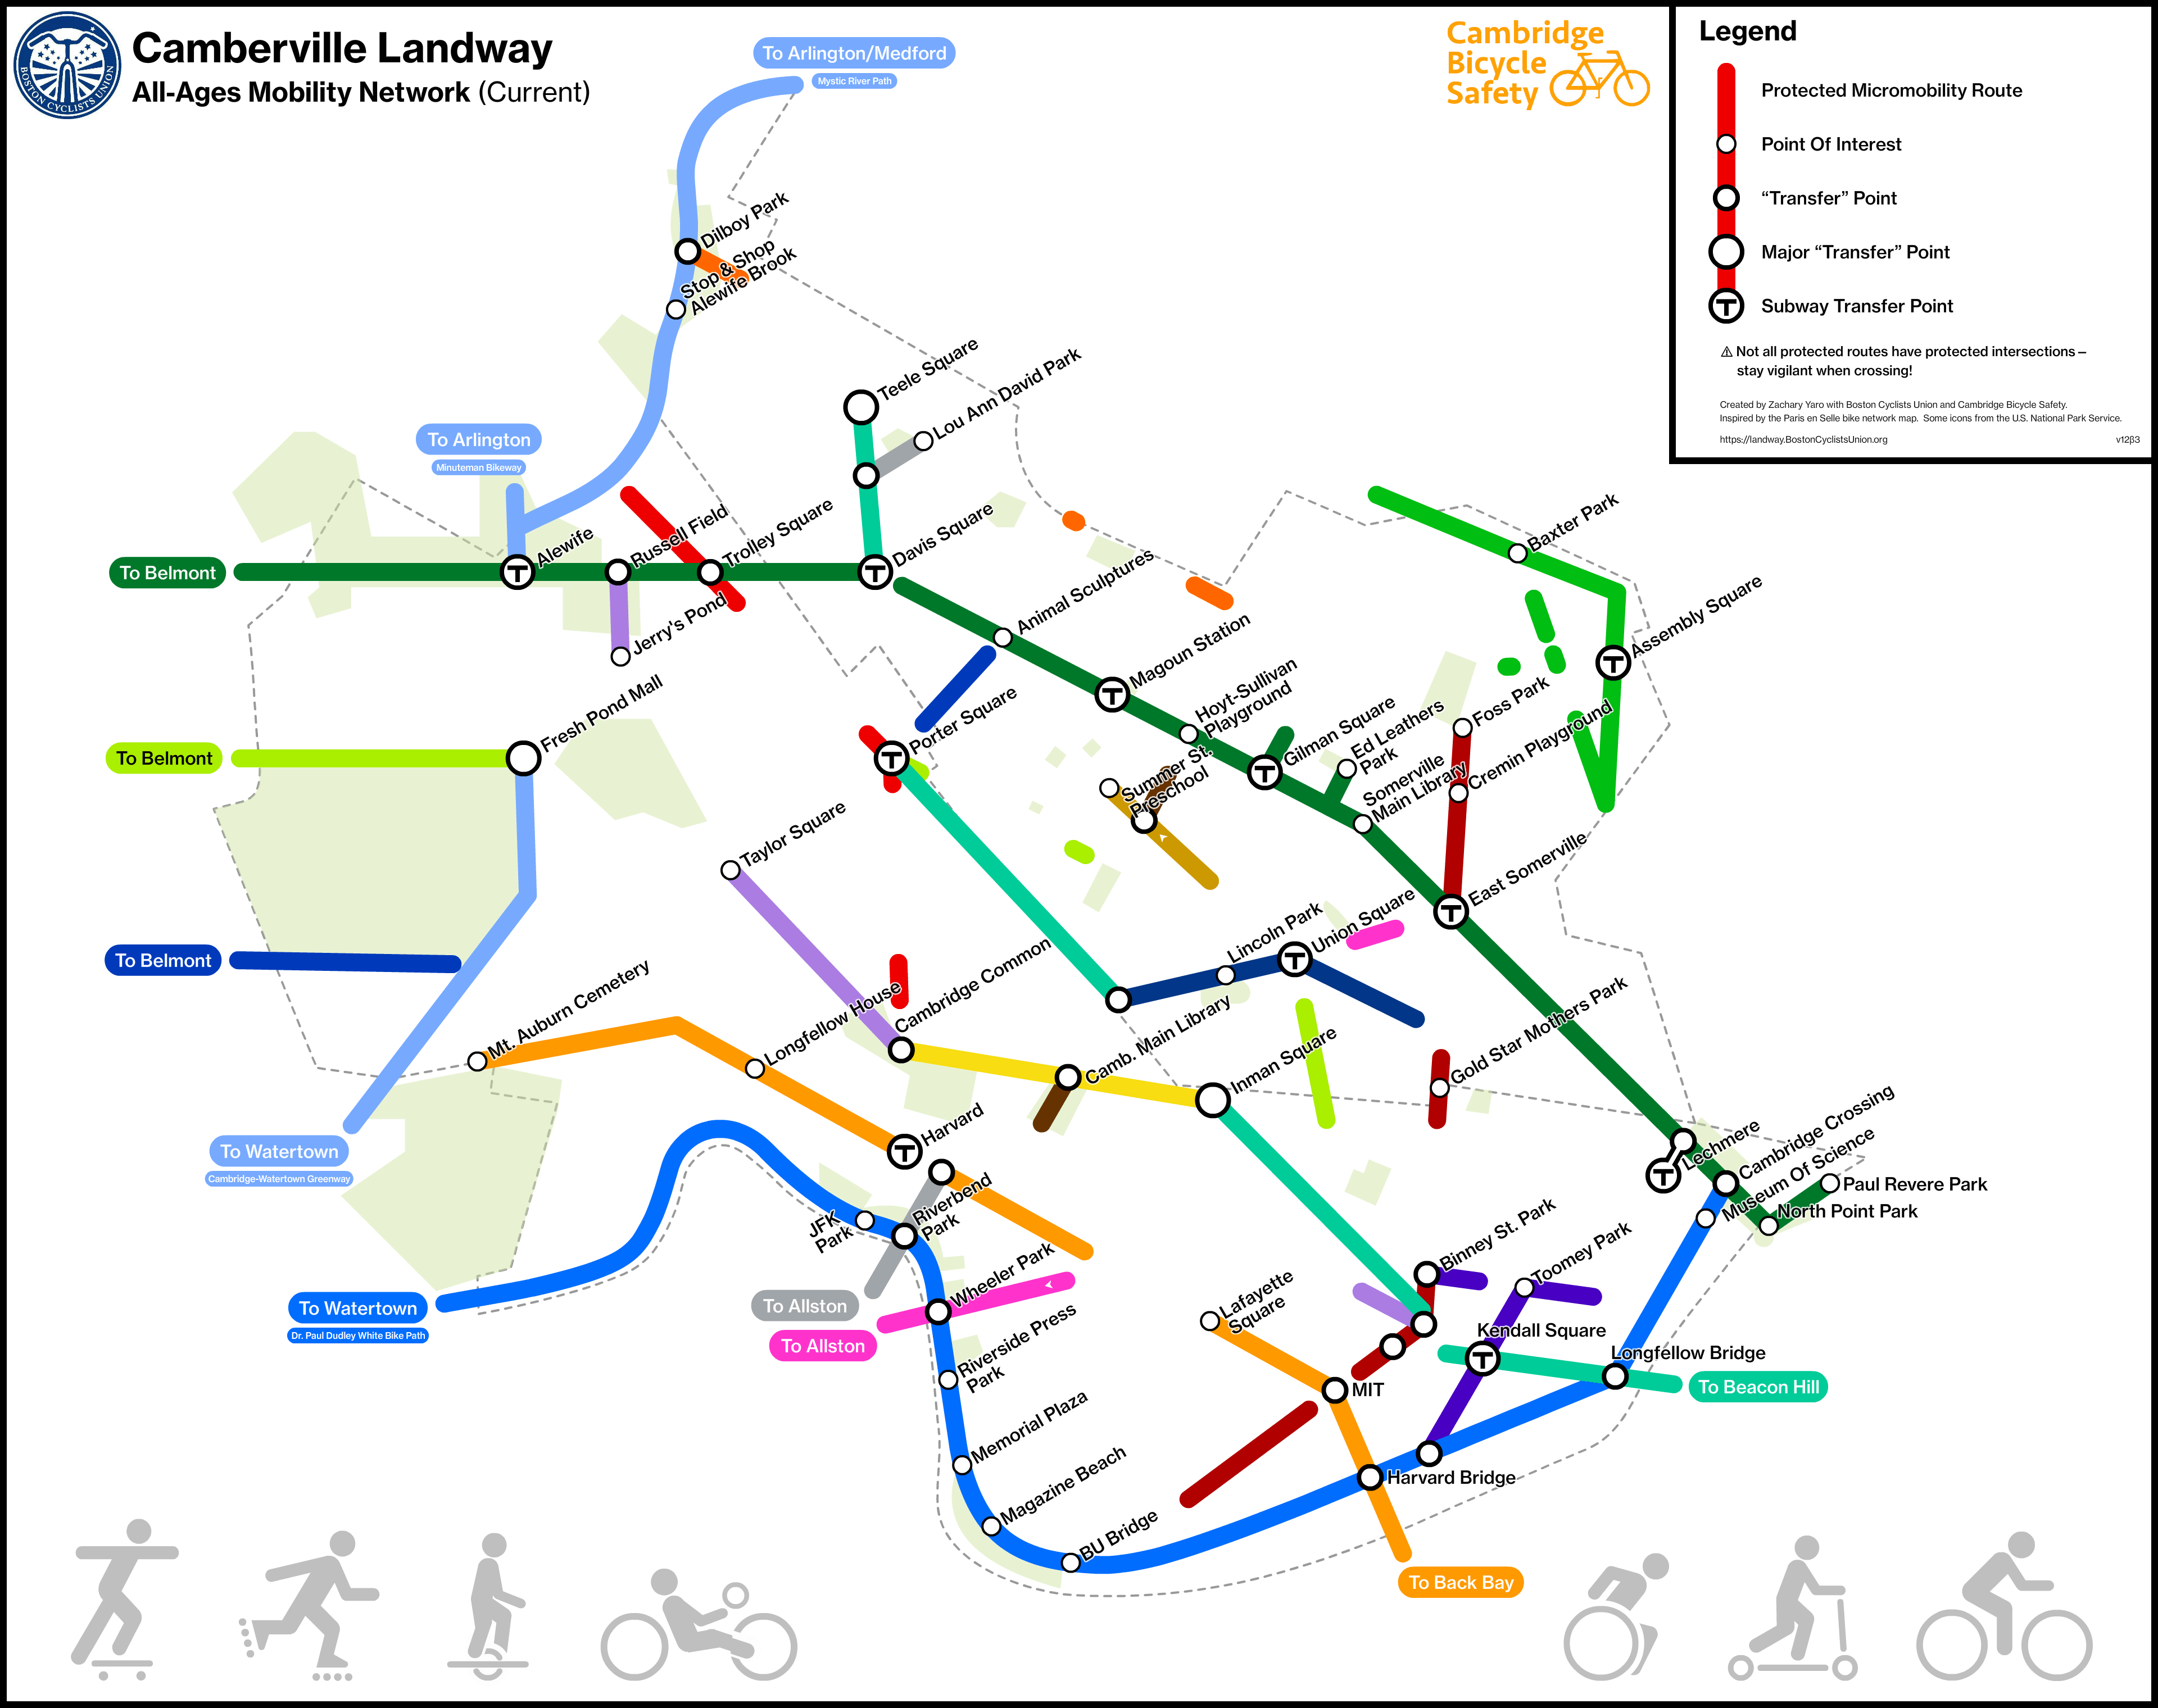 BOSTON CYCLISTS UNION
Camberville Landway
All-Ages Mobility Network (Current)
Cambridge
Bicycle
Safety
Legend
Protected Micromobility Route
Point Of Interest
“Transfer” Point
Major “Transfer” Point
T Subway Transfer Point
⚠ Not all protected routes have protected intersections –
stay vigilant when crossing!
Created by Zachary Yaro with Boston Cyclists Union and Cambridge Bicycle Safety.
Inspired by the Paris en Selle bike network map. Some icons from the U.S. National Park Service.
https://landway.BostonCyclistsUnion.org
v12β3
To Arlington/Medford
Mystic River Path
Dilboy Park
Stop & Shop
Alewife Brook
Teele Square
Lou Ann David Park
To Arlington
Minuteman Bikeway
To Belmont
T Alewife
Russell Field
Trolley Square
T Davis Square
Jerry's Pond
Animal Sculptures
Baxter Park
T Assembly Square
T Magoun Station
Hoyt-Sullivan
Playground
T Gilman Square
Ed Leathers
Park
Somerville
Main Library
Foss Park
Cremin Playground
To Belmont
Fresh Pond Mall
T Porter Square
Summer St.
Preschool
Taylor Square
T East Somerville
To Belmont
Lincoln Park
T Union Square
Mt. Auburn Cemetery
Longfellow House
Cambridge Common
Camb. Main Library
Inman Square
Gold Star Mothers Park
To Watertown
Cambridge-Watertown Greenway
T Harvard
T Lechmere
Cambridge Crossing
Museum Of Science
Paul Revere Park
North Point Park
JFK
Park
Riverbend
Park
Wheeler Park
To Watertown
Dr. Paul Dudley White Bike Path
To Allston
To Allston
Riverside Press
Park
Lafayette
Square
Binney St. Park
Toomey Park
T Kendall Square
Longfellow Bridge
To Beacon Hill
MIT
Memorial Plaza
Magazine Beach
BU Bridge
Harvard Bridge
To Back Bay